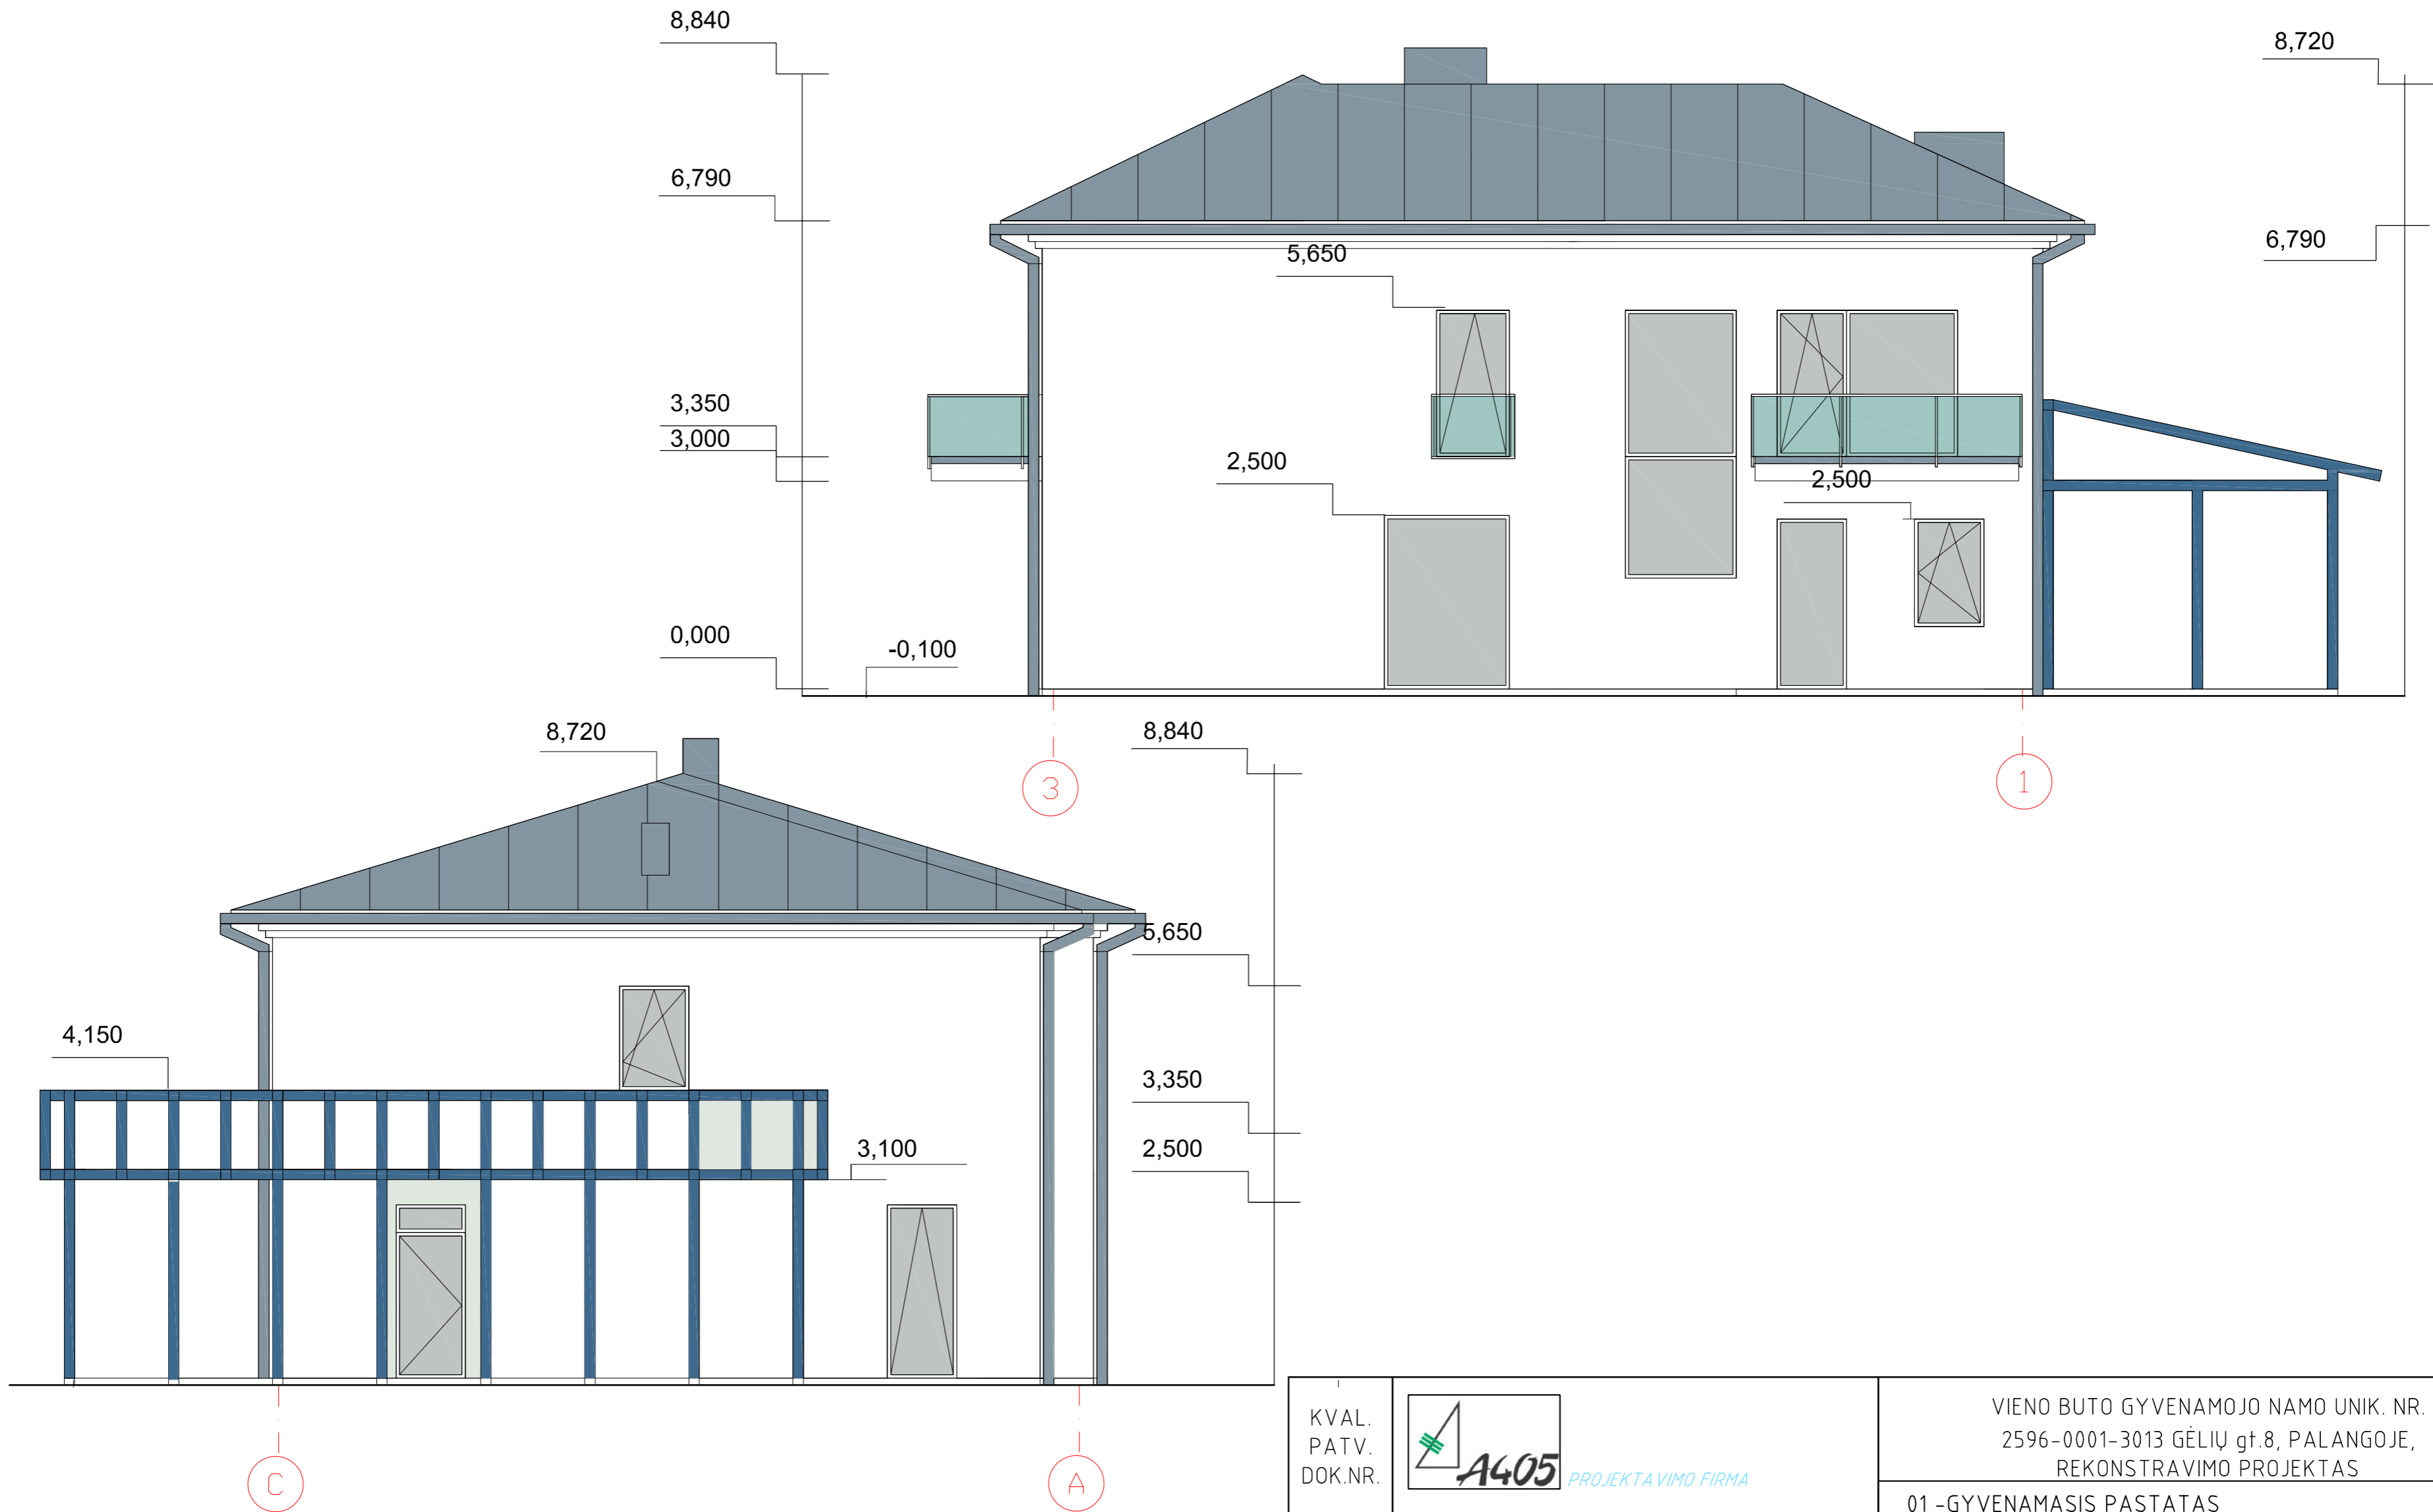 8,840
8,720
6,790
6,790
5,650
3,350
3,000
2,500
2,500
0,000
-0,100
3
1
8,720
8,840
5,650
4,150
3,350
3,100
2,500
C
A
KVAL.
PATV.
DOK.NR.
A405
PROJEKTAVIMO FIRMA
VIENO BUTO GYVENAMOJO NAMO UNIK. NR.
2596-0001-3013 GĖLIŲ gt.8, PALANGOJE,
REKONSTRAVIMO PROJEKTAS
01 -GYVENAMASIS PASTATAS